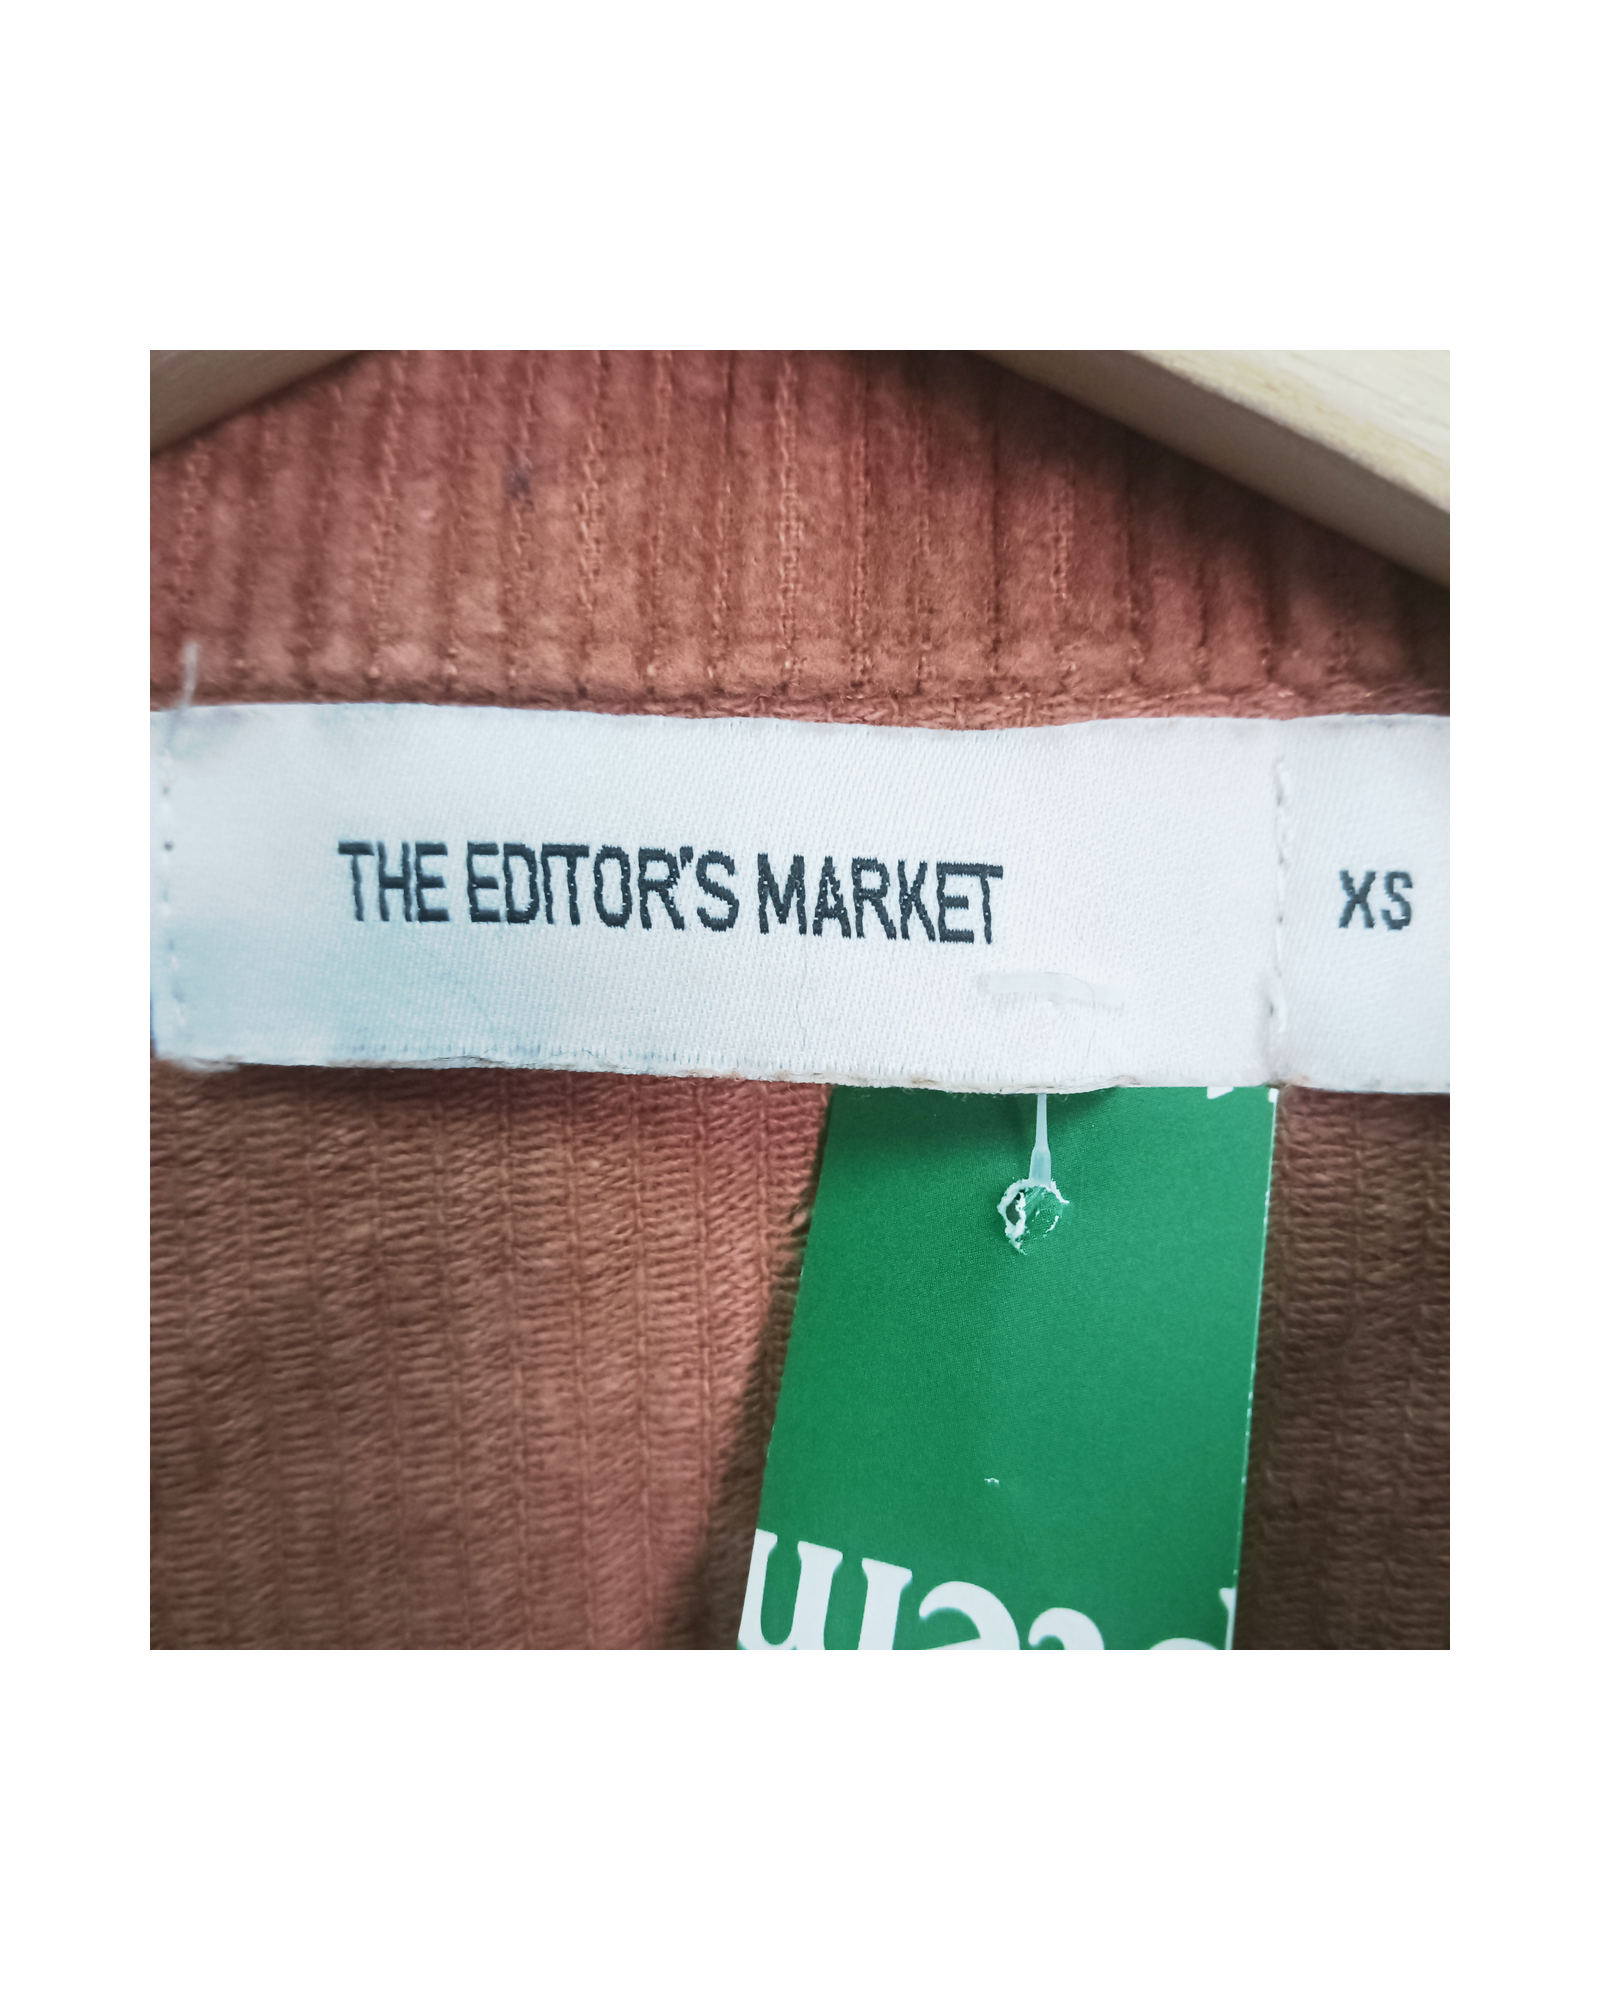 THE EDITOR'S MARKET
XS